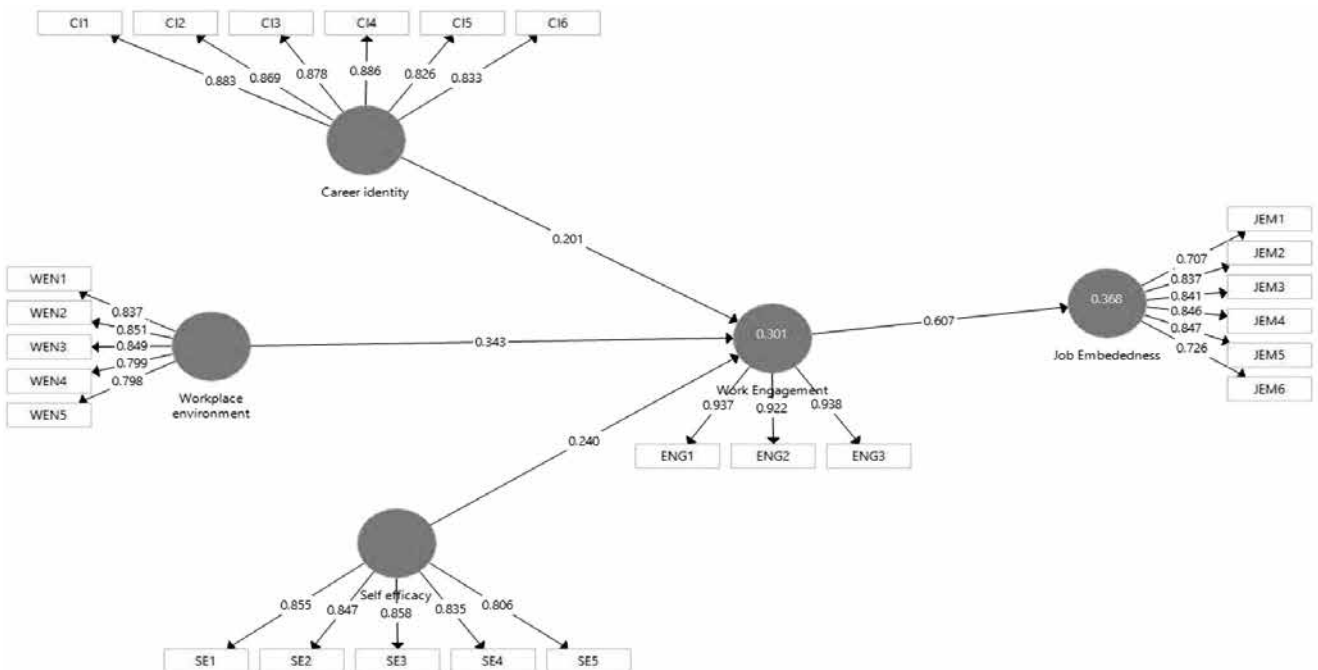 CI1 CI2 CI3 CI4 CI5 CI6
0.883 0.869 0.878 0.886 0.826 0.833
Career identity
0.201
WEN1
WEN2
WEN3
WEN4
WEN5
0.837
0.851
0.849
0.799
0.798
Workplace
environment
0.343
0.301
Work Engagement
0.937 0.922 0.938
ENG1 ENG2 ENG3
0.607
0.368
Job Embededness
0.707
0.837
0.841
0.846
0.847
0.726
JEM1
JEM2
JEM3
JEM4
JEM5
JEM6
0.240
Self efficacy
0.855 0.847 0.858 0.835 0.806
SE1 SE2 SE3 SE4 SE5